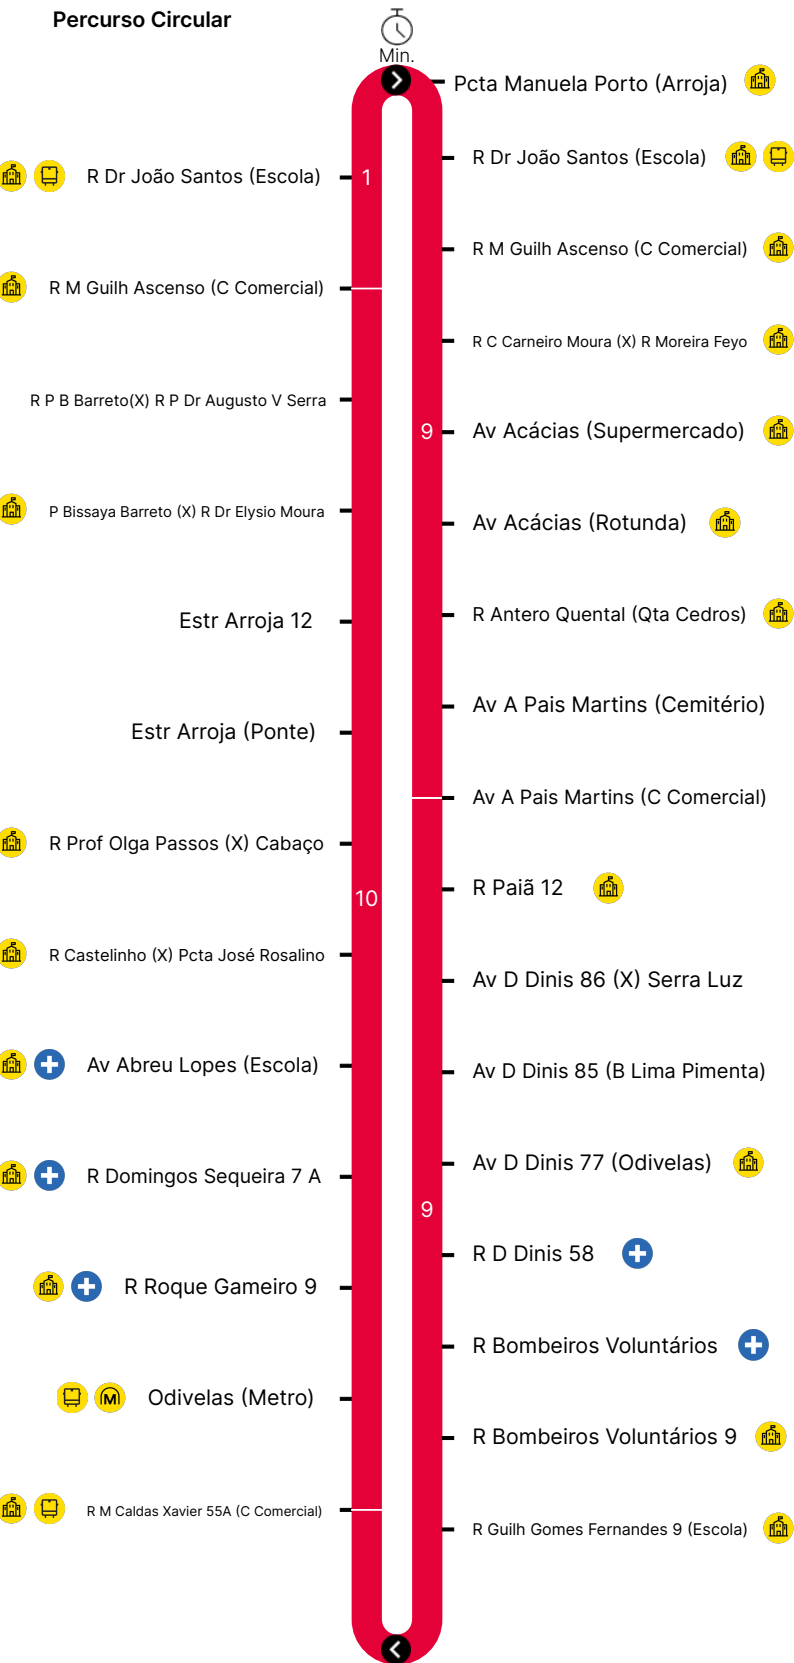 Percurso Circular
Min.
Pcta Manuela Porto (Arroja)
R Dr João Santos (Escola)
R Dr João Santos (Escola)
1
R M Guilh Ascenso (C Comercial)
R M Guilh Ascenso (C Comercial)
R C Carneiro Moura (X) R Moreira Feyo
R P B Barreto(X) R P Dr Augusto V Serra
9
Av Acácias (Supermercado)
P Bissaya Barreto (X) R Dr Elysio Moura
Av Acácias (Rotunda)
R Antero Quental (Qta Cedros)
Estr Arroja 12
Av A Pais Martins (Cemitério)
Estr Arroja (Ponte)
Av A Pais Martins (C Comercial)
R Prof Olga Passos (X) Cabaço
R Paiã 12
10
R Castelinho (X) Pcta José Rosalino
Av D Dinis 86 (X) Serra Luz
Av Abreu Lopes (Escola)
Av D Dinis 85 (B Lima Pimenta)
Av D Dinis 77 (Odivelas)
R Domingos Sequeira 7 A
9
R D Dinis 58
R Roque Gameiro 9
R Bombeiros Voluntários
M
Odivelas (Metro)
R Bombeiros Voluntários 9
R M Caldas Xavier 55A (C Comercial)
R Guilh Gomes Fernandes 9 (Escola)